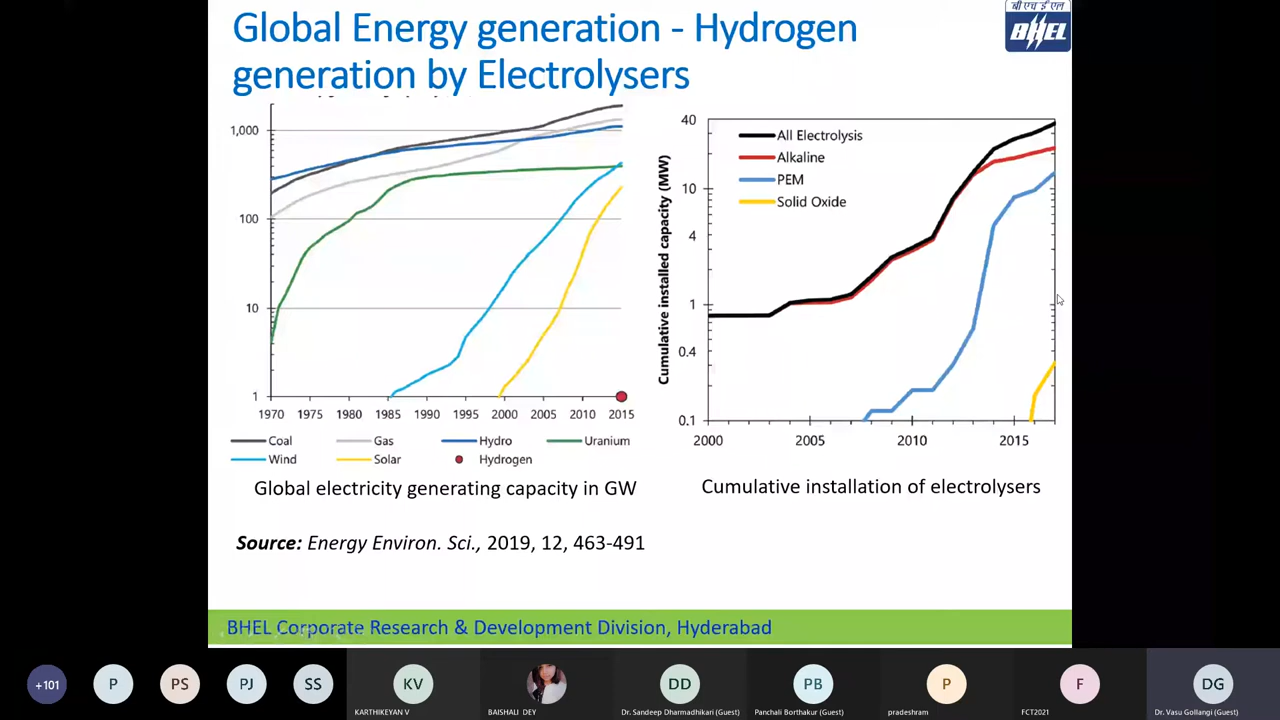 Global Energy generation - Hydrogen
generation by Electrolysers
बी एच ई एल
BHEL
1,000
100
10
1
1970 1975 1980 1985 1990 1995 2000 2005 2010 2015
Coal Gas Hydro Uranium
Wind Solar Hydrogen
Global electricity generating capacity in GW
Cumulative installed capacity (MW)
40
10
4
1
0.4
0.1
All Electrolysis
Alkaline
PEM
Solid Oxide
2000 2005 2010 2015
Cumulative installation of electrolysers
Source: Energy Environ. Sci., 2019, 12, 463-491
BHEL Corporate Research & Development Division, Hyderabad
+101 P PS PJ SS KV DD PB P F DG
KARTHIKEYAN V BAISHALI DEY Dr. Sandeep Dharmadhikari (Guest) Panchali Borthakur (Guest) pradeshram FCT2021 Dr. Vasu Gollangi (Guest)